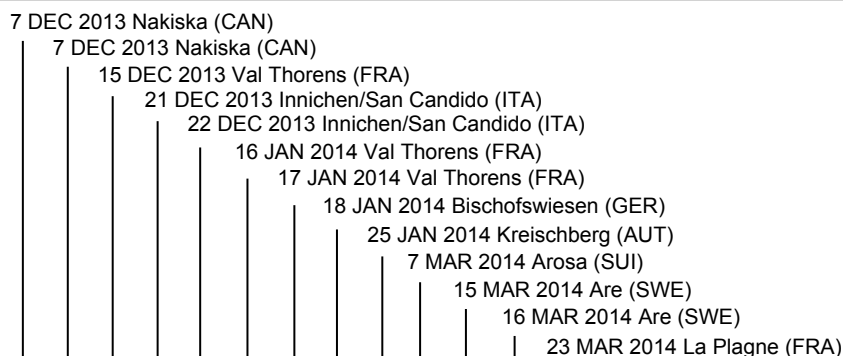 7 DEC 2013 Nakiska (CAN)
7 DEC 2013 Nakiska (CAN)
15 DEC 2013 Val Thorens (FRA)
21 DEC 2013 Innichen/San Candido (ITA)
22 DEC 2013 Innichen/San Candido (ITA)
16 JAN 2014 Val Thorens (FRA)
17 JAN 2014 Val Thorens (FRA)
18 JAN 2014 Bischofswiesen (GER)
25 JAN 2014 Kreischberg (AUT)
7 MAR 2014 Arosa (SUI)
15 MAR 2014 Are (SWE)
16 MAR 2014 Are (SWE)
23 MAR 2014 La Plagne (FRA)